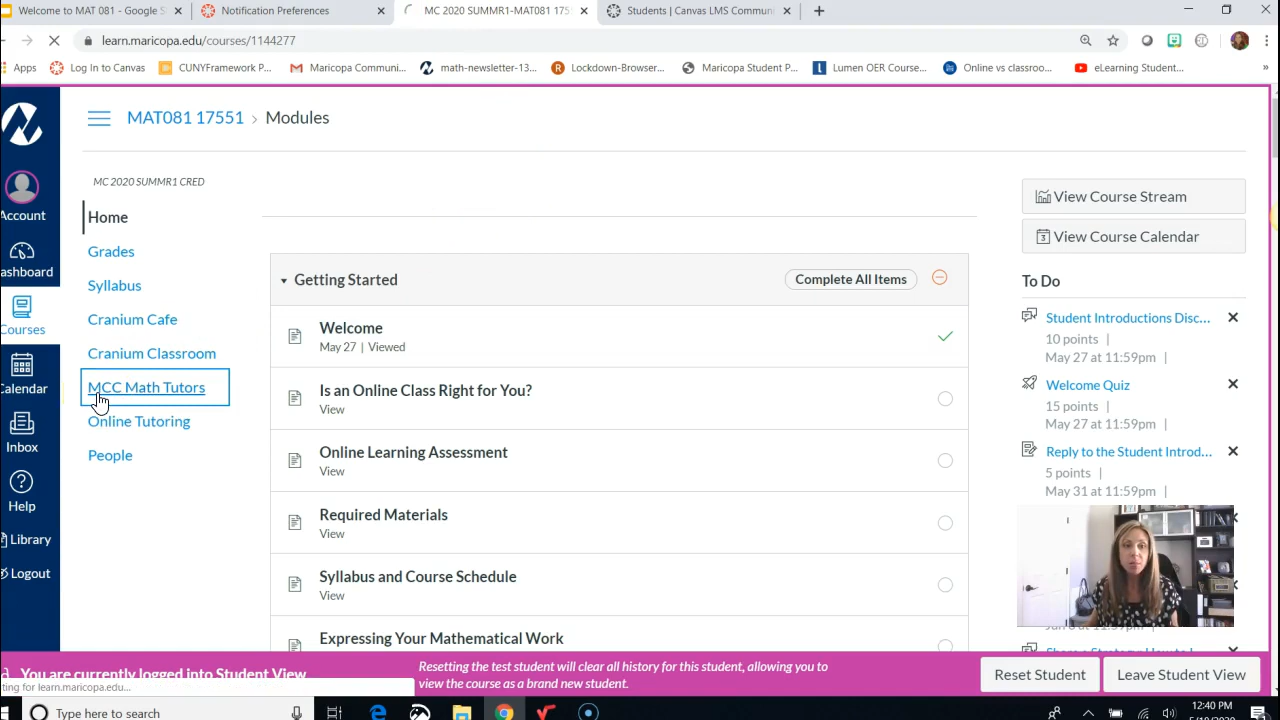 Welcome to MAT 081 - Google S
Notification Preferences
MC 2020 SUMMR1-MAT081 175
Students | Canvas LMS Commun
learn.maricopa.edu/courses/1144277
Apps
Log In to Canvas
CUNYFramework P...
Maricopa Communi...
math-newsletter-13...
Lockdown-Browser...
Maricopa Student P...
Lumen OER Course...
Online vs classroo...
eLearning Student...
»
MAT081 17551 › Modules
MC 2020 SUMMR1 CRED
Account
ashboard
Courses
Calendar
Inbox
Help
Library
Logout
Home
Grades
Syllabus
Cranium Cafe
Cranium Classroom
MCC Math Tutors
Online Tutoring
People
Getting Started
Complete All Items
Welcome
May 27 | Viewed
Is an Online Class Right for You?
View
Online Learning Assessment
View
Required Materials
View
Syllabus and Course Schedule
View
Expressing Your Mathematical Work
View Course Stream
3 View Course Calendar
To Do
Student Introductions Disc...
10 points |
May 27 at 11:59pm |
Welcome Quiz
15 points |
May 27 at 11:59pm |
Reply to the Student Introd...
5 points |
May 31 at 11:59pm |
You are currently logged into Student View
ting for learn.maricopa.edu...
Resetting the test student will clear all history for this student, allowing you to
view the course as a brand new student.
Reset Student
Leave Student View
Type here to search
12:40 PM